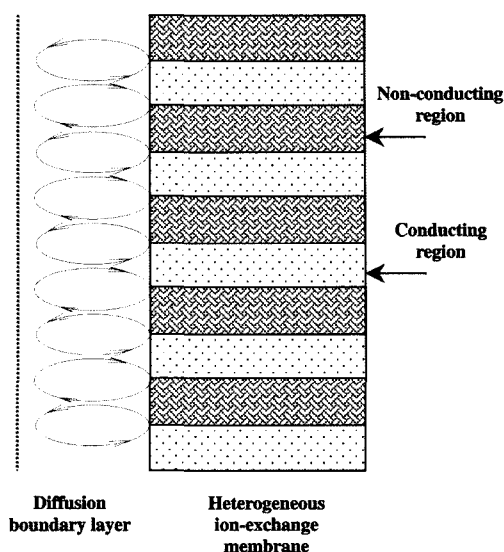 Non-conducting
region
Conducting
region
Diffusion
boundary layer
Heterogeneous
ion-exchange
membrane